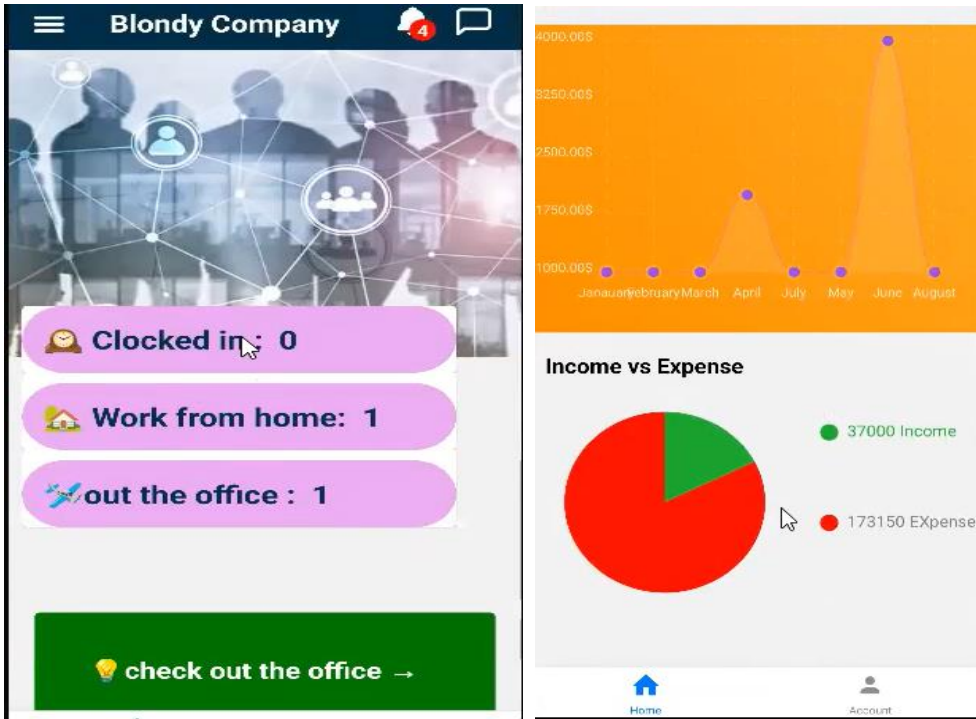 Blondy Company
4
Clocked in : 0
Work from home: 1
out the office : 1
check out the office →
4000.00$
3250.00$
2500.00$
1750.00$
1000.00$
Janauary February March April July May June August
Income vs Expense
37000 Income
173150 EXpense
Home
Account